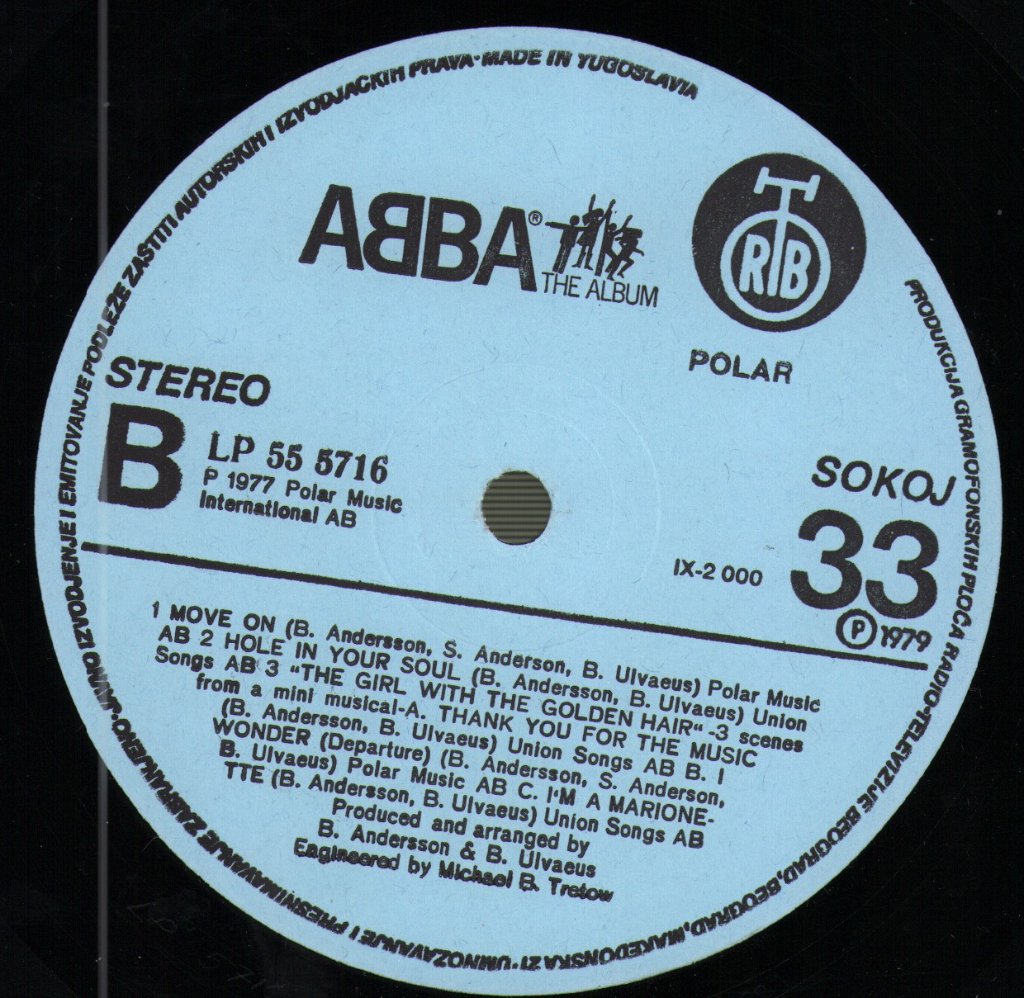 PRODUKCIJA GRAMOFONSKIH PLOČA RADIO-TELEVIZIJE BEOGRAD, BEOGRAD, MAKEDONSKA 21 · UMNOŽAVANJE I PRESNIMAVANJE ZABRANJENO · JAVNO IZVODJENJE I EMITOVANJE PODLEŽE ZAŠTITI AUTORSKIH I IZVODJAČKIH PRAVA · MADE IN YUGOSLAVIA
ABBA®
THE ALBUM
RTB
POLAR
STEREO
B
LP 55 5716
P 1977 Polar Music
International AB
SOKOJ
33
IX-2 000
Ⓟ 1979
1 MOVE ON (B. Andersson, S. Anderson, B. Ulvaeus) Polar Music
AB 2 HOLE IN YOUR SOUL (B. Andersson, B. Ulvaeus) Union
Songs AB 3 "THE GIRL WITH THE GOLDEN HAIR" -3 scenes
from a mini musical-A. THANK YOU FOR THE MUSIC
(B. Andersson, B. Ulvaeus) Union Songs AB B. I
WONDER (Departure) (B. Andersson, S. Anderson,
B. Ulvaeus) Polar Music AB C. I'M A MARIONE-
TTE (B. Andersson, B. Ulvaeus) Union Songs AB
Produced and arranged by
B. Andersson & B. Ulvaeus
Engineered by Michael B. Tretow